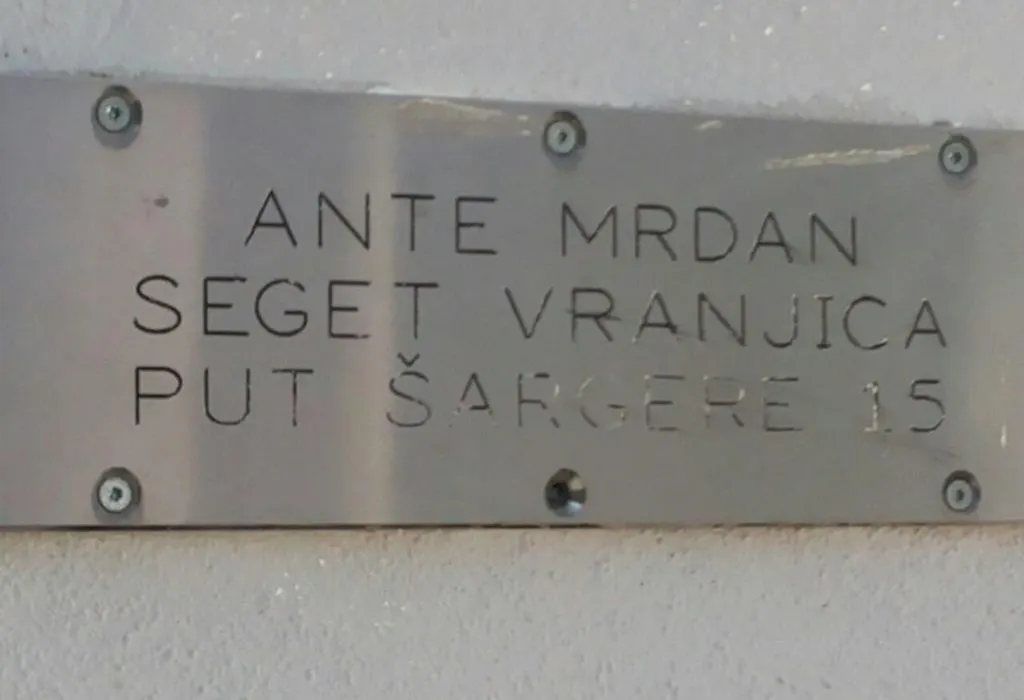 ANTE MRDAN
SEGET VRANJICA
PUT ŠARGERE 15